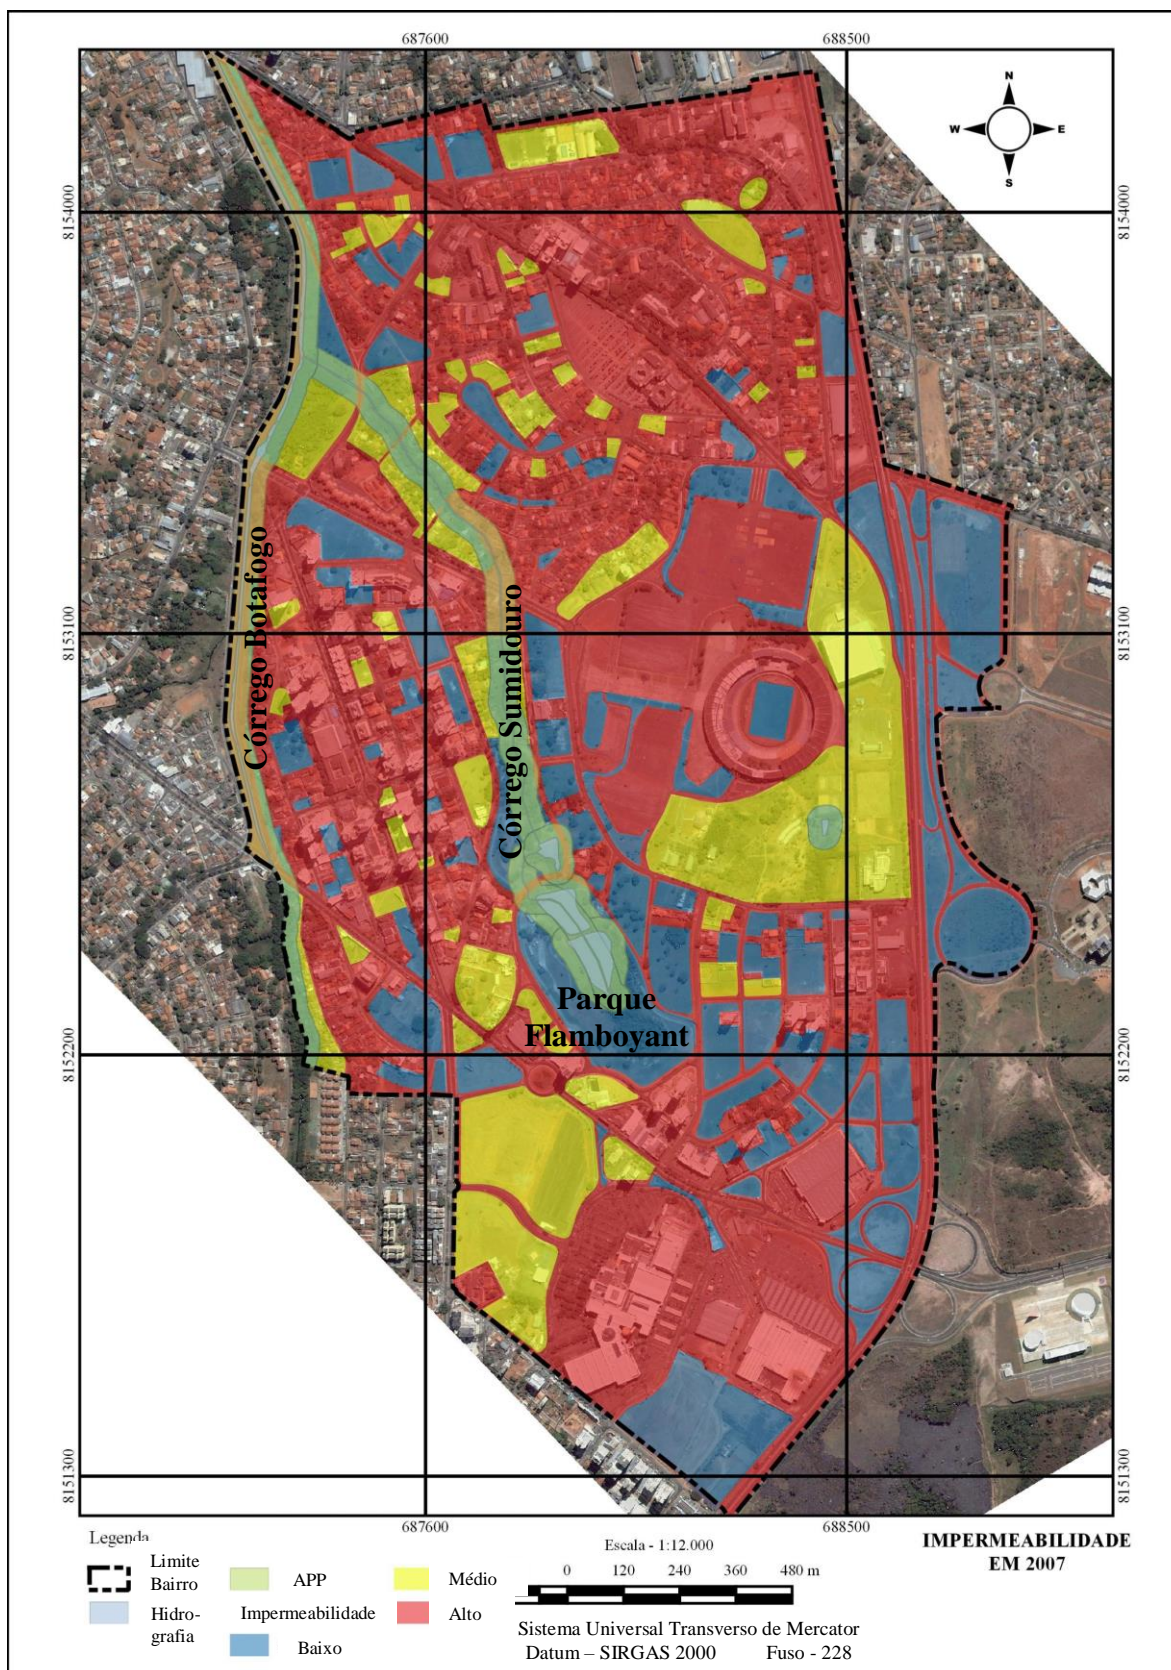 687600
688500
N
W
E
S
8154000
8154000
Córrego Botafogo
Córrego Sumidouro
8153100
8153100
Parque
Flamboyant
8152200
8152200
8151300
8151300
687600
688500
Legenda
Limite
Bairro
APP
Médio
Hidro-
grafia
Impermeabilidade
Alto
Baixo
Escala - 1:12.000
0 120 240 360 480 m
Sistema Universal Transverso de Mercator
Datum – SIRGAS 2000 Fuso - 228
IMPERMEABILIDADE
EM 2007